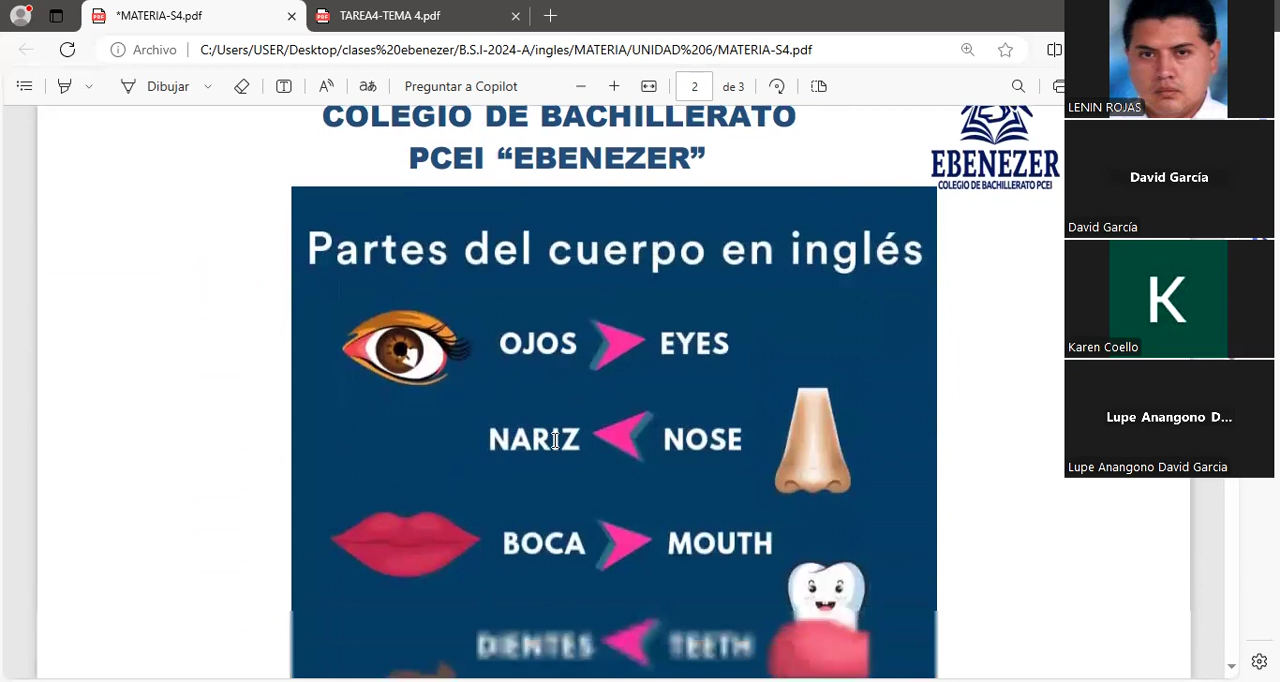 *MATERIA-S4.pdf
TAREA4-TEMA 4.pdf
Archivo
C:/Users/USER/Desktop/clases%20ebenezer/B.S.I-2024-A/ingles/MATERIA/UNIDAD%206/MATERIA-S4.pdf
Dibujar
Preguntar a Copilot
2
de 3
COLEGIO DE BACHILLERATO
PCEI “EBENEZER”
EBENEZER
COLEGIO DE BACHILLERATO PCEI
Partes del cuerpo en inglés
OJOS EYES
NARIZ NOSE
BOCA MOUTH
DIENTES TEETH
LENIN ROJAS
David García
David García
K
Karen Coello
Lupe Anangono D...
Lupe Anangono David Garcia